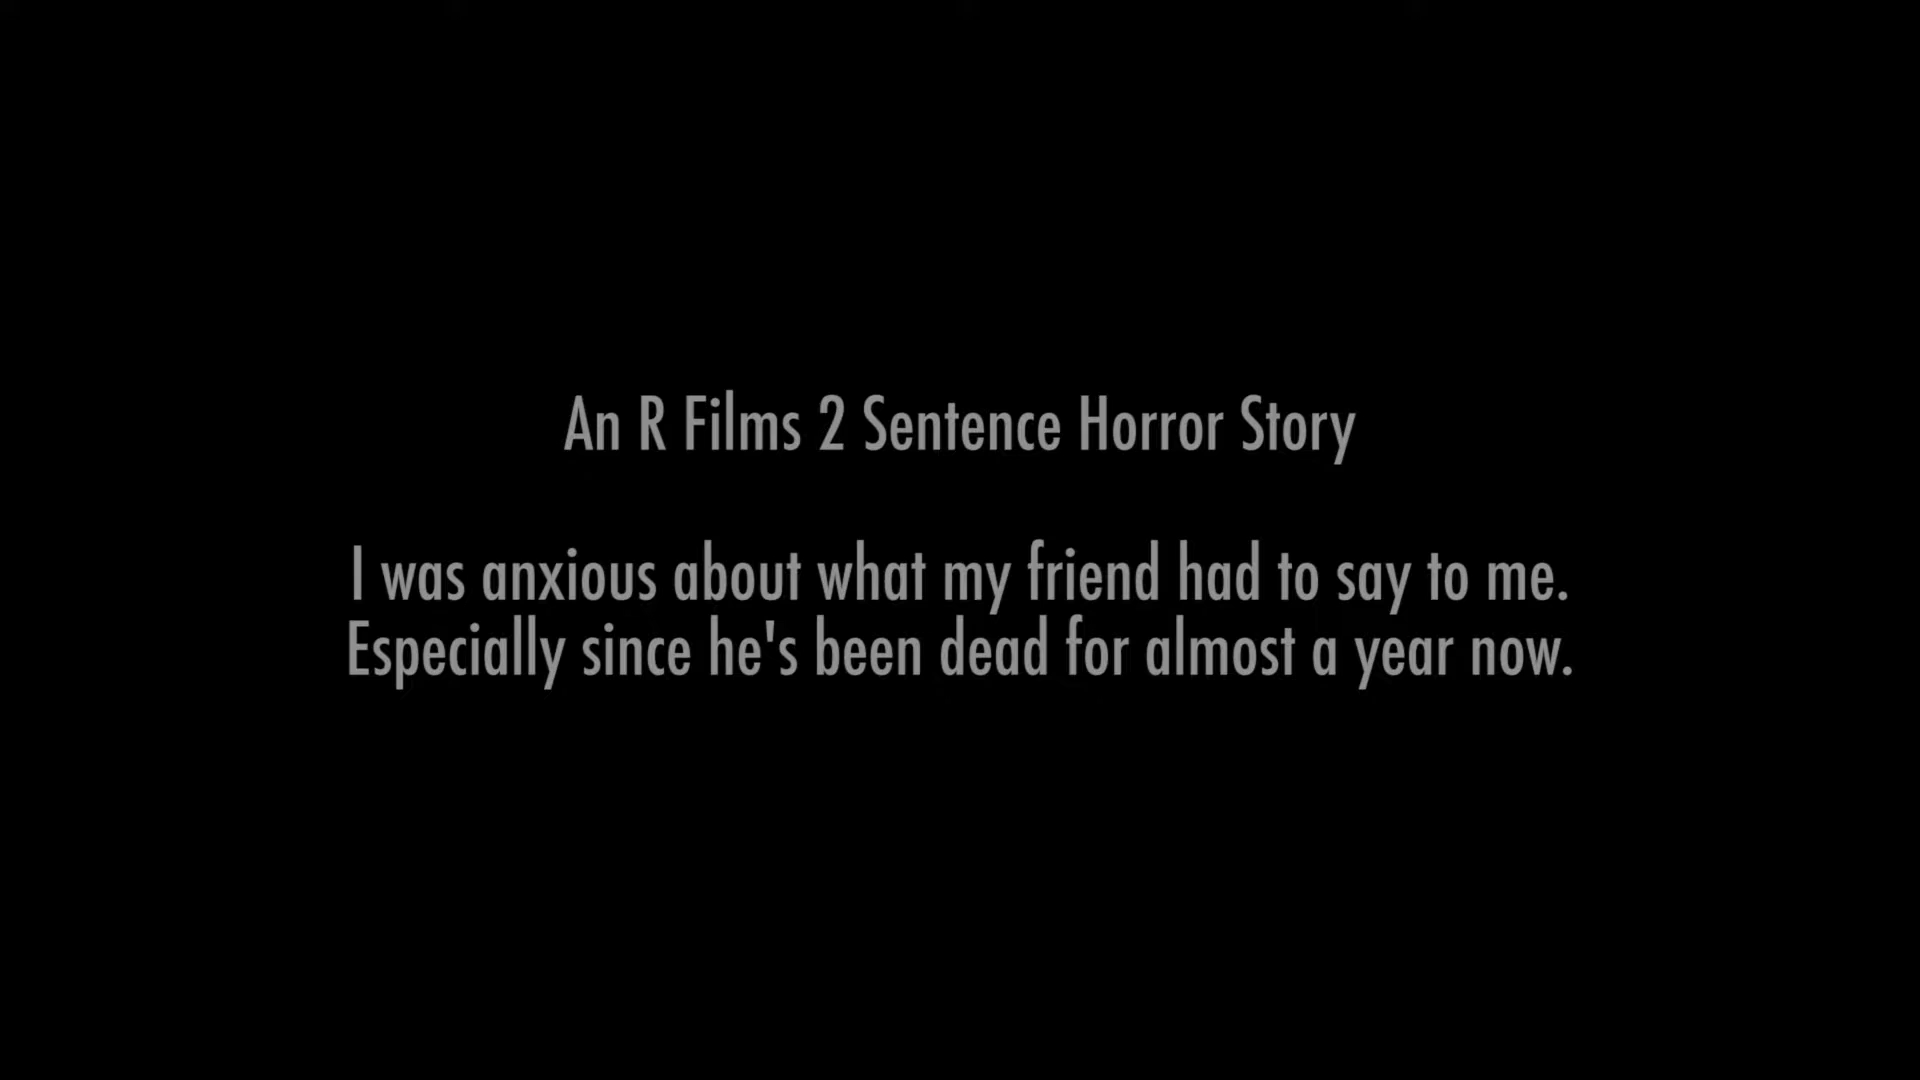 An R Films 2 Sentence Horror Story
I was anxious about what my friend had to say to me.
Especially since he's been dead for almost a year now.